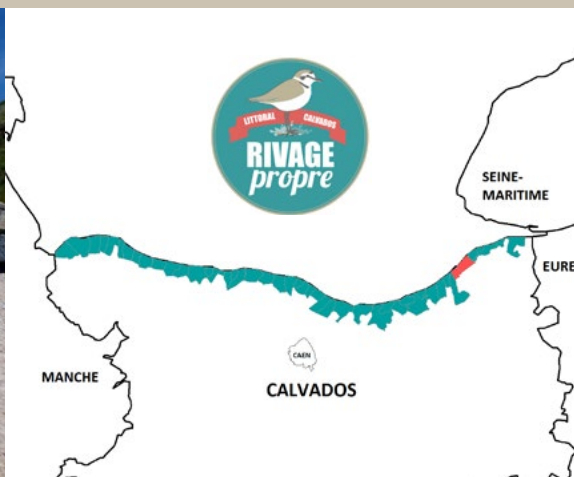 LITTORAL CALVADOS
RIVAGE
propre
SEINE-
MARITIME
EURE
CAEN
MANCHE
CALVADOS